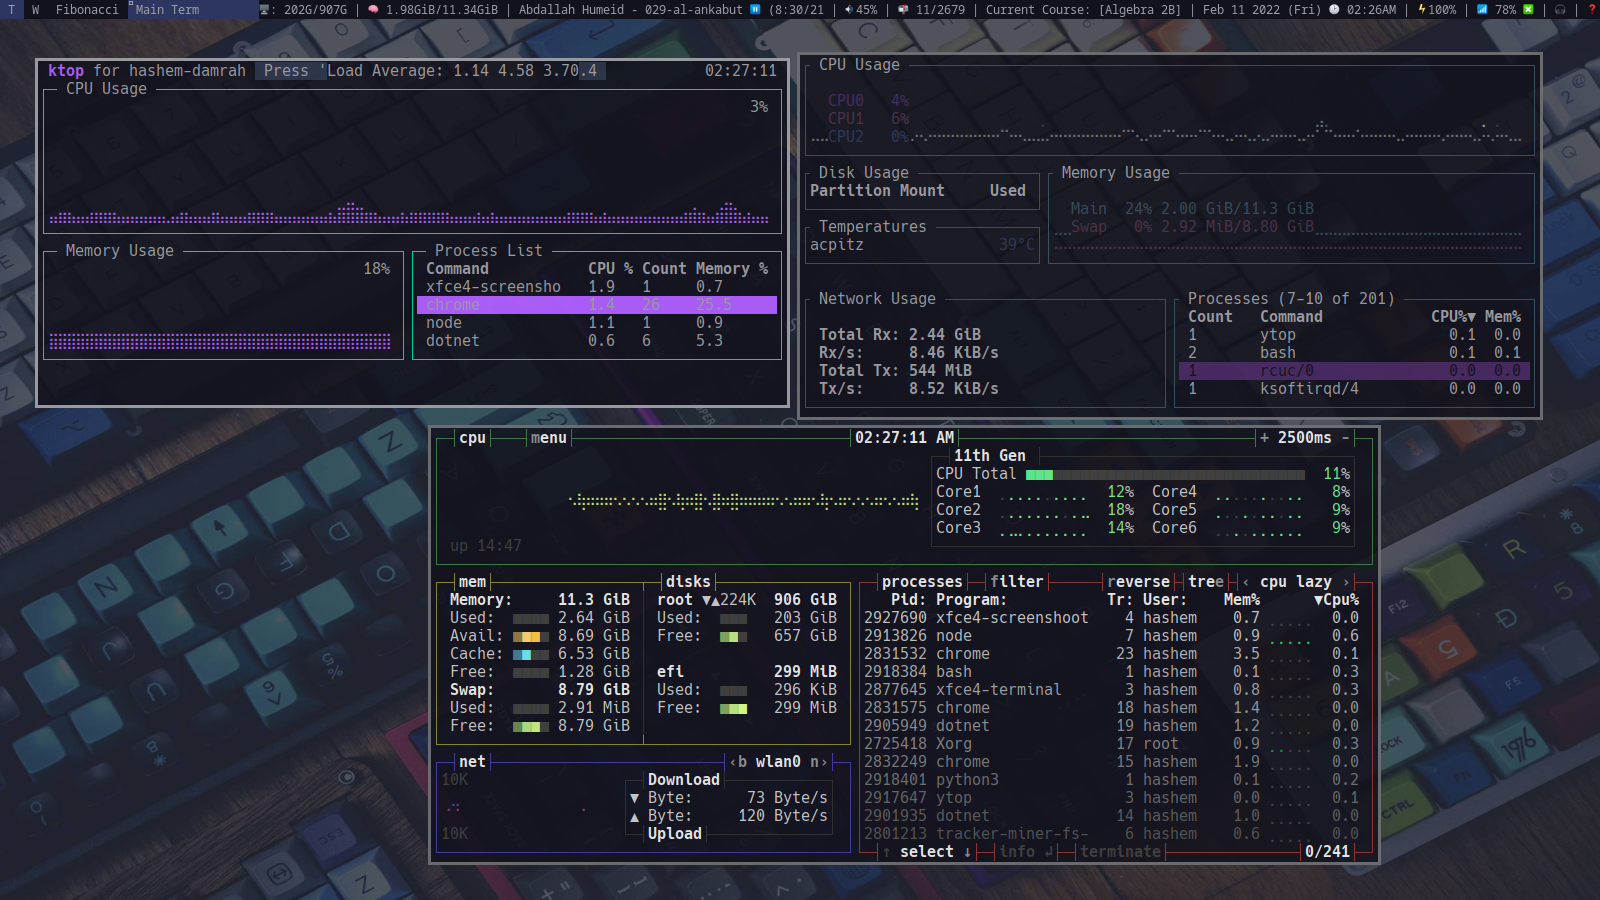 T W Fibonacci Main Term : 202G/907G | 1.98GiB/11.34GiB | Abdallah Humeid - 029-al-ankabut (8:30/21 | 45% | 11/2679 | Current Course: [Algebra 2B] | Feb 11 2022 (Fri) 02:26AM | 100% | 78% | | ?
ktop for hashem-damrah Press 'Load Average: 1.14 4.58 3.70.4 02:27:11
CPU Usage
3%
Memory Usage
18%
Process List
Command CPU % Count Memory %
xfce4-screensho 1.9 1 0.7
chrome 1.4 26 25.5
node 1.1 1 0.9
dotnet 0.6 6 5.3
CPU Usage
CPU0 4%
CPU1 6%
CPU2 0%
Disk Usage
Partition Mount Used
Temperatures
acpitz 39°C
Memory Usage
Main 24% 2.00 GiB/11.3 GiB
Swap 0% 2.92 MiB/8.80 GiB
Network Usage
Total Rx: 2.44 GiB
Rx/s: 8.46 KiB/s
Total Tx: 544 MiB
Tx/s: 8.52 KiB/s
Processes (7-10 of 201)
Count Command CPU%▼ Mem%
1 ytop 0.1 0.0
2 bash 0.1 0.1
1 rcuc/0 0.0 0.0
1 ksoftirqd/4 0.0 0.0
cpu menu 02:27:11 AM + 2500ms -
11th Gen
CPU Total 11%
Core1 12% Core4 8%
Core2 18% Core5 9%
Core3 14% Core6 9%
up 14:47
mem
Memory: 11.3 GiB
Used: 2.64 GiB
Avail: 8.69 GiB
Cache: 6.53 GiB
Free: 1.28 GiB
Swap: 8.79 GiB
Used: 2.91 MiB
Free: 8.79 GiB
disks
root ▼▲224K 906 GiB
Used: 203 GiB
Free: 657 GiB
efi 299 MiB
Used: 296 KiB
Free: 299 MiB
net ‹b wlan0 n›
10K
Download
▼ Byte: 73 Byte/s
▲ Byte: 120 Byte/s
Upload
10K
processes filter reverse tree ‹ cpu lazy ›
Pid: Program: Tr: User: Mem% ▼Cpu%
2927690 xfce4-screenshoot 4 hashem 0.7 0.0
2913826 node 7 hashem 0.9 0.6
2831532 chrome 23 hashem 3.5 0.1
2918384 bash 1 hashem 0.1 0.3
2877645 xfce4-terminal 3 hashem 0.8 0.3
2831575 chrome 18 hashem 1.4 0.0
2905949 dotnet 19 hashem 1.2 0.0
2725418 Xorg 17 root 0.9 0.3
2832249 chrome 15 hashem 1.9 0.0
2918401 python3 1 hashem 0.1 0.2
2917647 ytop 3 hashem 0.0 0.1
2901935 dotnet 14 hashem 1.0 0.0
2801213 tracker-miner-fs- 6 hashem 0.6 0.0
↑ select ↓ info ↲ terminate 0/241